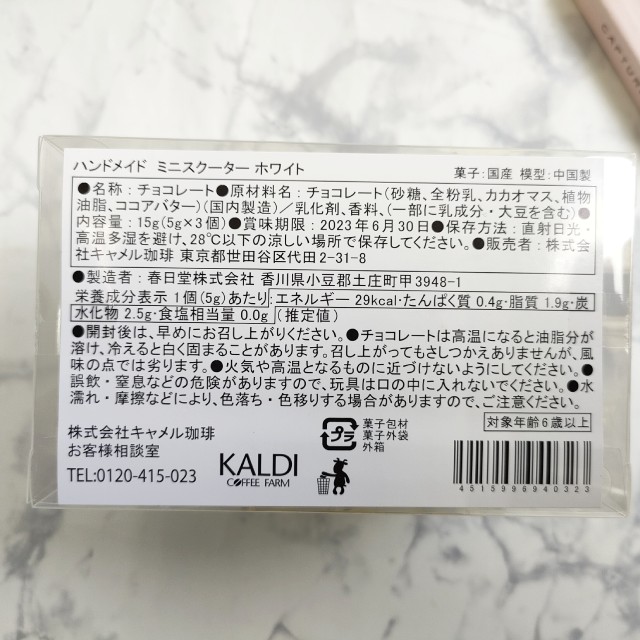 CAPTUR
ハンドメイド ミニスクーター ホワイト 菓子:国産 模型:中国製
●名称:チョコレート●原材料名:チョコレート(砂糖、全粉乳、カカオマス、植物
油脂、ココアバター)(国内製造)/乳化剤、香料、(一部に乳成分・大豆を含む)●
内容量:15g(5g×3個)●賞味期限:2023年6月30日●保存方法:直射日光・
高温多湿を避け、28℃以下の涼しい場所で保存してください。●販売者:株式会
社キャメル珈琲 東京都世田谷区代田2-31-8
●製造者:春日堂株式会社 香川県小豆郡土庄町甲3948-1
栄養成分表示 1個(5g)あたり:エネルギー 29kcal・たんぱく質 0.4g・脂質 1.9g・炭
水化物 2.5g・食塩相当量 0.0g (推定値)
●開封後は、早めにお召し上がりください。●チョコレートは高温になると油脂分が
溶け、冷えると白く固まることがあります。召し上がってもさしつかえありませんが、風
味の点では劣ります。●火気や高温となるものに近づけないようにしてください。●
誤飲・窒息などの危険がありますので、玩具は口の中に入れないでください。●水
濡れ・摩擦などにより、色落ち・色移りする場合がありますので、ご注意ください。
対象年齢6歳以上
株式会社キャメル珈琲
お客様相談室
TEL:0120-415-023
KALDI
COFFEE FARM
プラ
菓子包材
菓子外袋
外箱
4515996940323